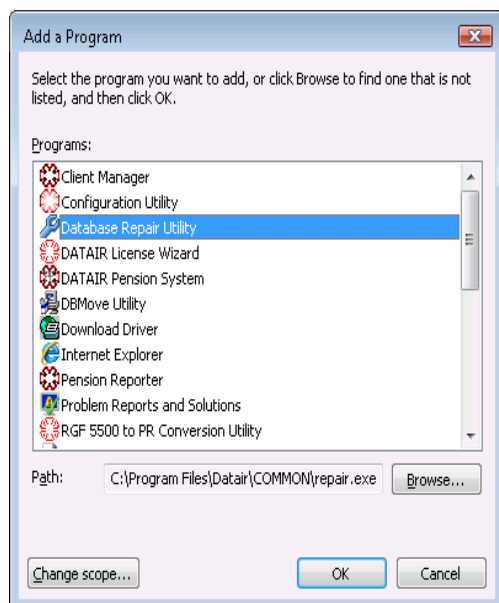 Add a Program
Select the program you want to add, or click Browse to find one that is not
listed, and then click OK.
Programs:
Client Manager
Configuration Utility
Database Repair Utility
DATAIR License Wizard
DATAIR Pension System
DBMove Utility
Download Driver
Internet Explorer
Pension Reporter
Problem Reports and Solutions
RGF 5500 to PR Conversion Utility
Path: C:\Program Files\Datair\COMMON\repair.exe Browse...
Change scope... OK Cancel